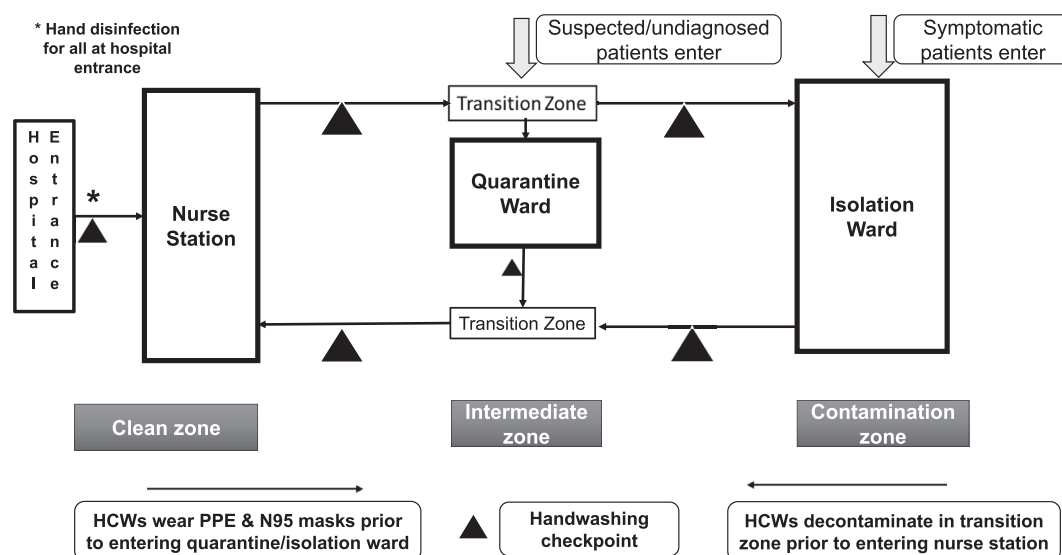 * Hand disinfection
for all at hospital
entrance
Suspected/undiagnosed
patients enter
Symptomatic
patients enter
Hospital
Entrance
*
Nurse
Station
Transition Zone
Quarantine
Ward
Transition Zone
Isolation
Ward
Clean zone
Intermediate
zone
Contamination
zone
HCWs wear PPE & N95 masks prior
to entering quarantine/isolation ward
Handwashing
checkpoint
HCWs decontaminate in transition
zone prior to entering nurse station